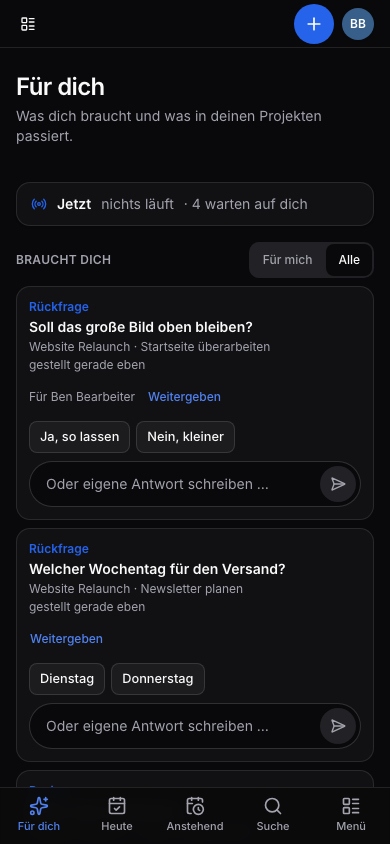 BB
Für dich
Was dich braucht und was in deinen Projekten
passiert.
Jetzt nichts läuft · 4 warten auf dich
BRAUCHT DICH
Für mich
Alle
Rückfrage
Soll das große Bild oben bleiben?
Website Relaunch · Startseite überarbeiten
gestellt gerade eben
Für Ben Bearbeiter Weitergeben
Ja, so lassen
Nein, kleiner
Oder eigene Antwort schreiben ...
Rückfrage
Welcher Wochentag für den Versand?
Website Relaunch · Newsletter planen
gestellt gerade eben
Weitergeben
Dienstag
Donnerstag
Oder eigene Antwort schreiben ...
Für dich
Heute
Anstehend
Suche
Menü